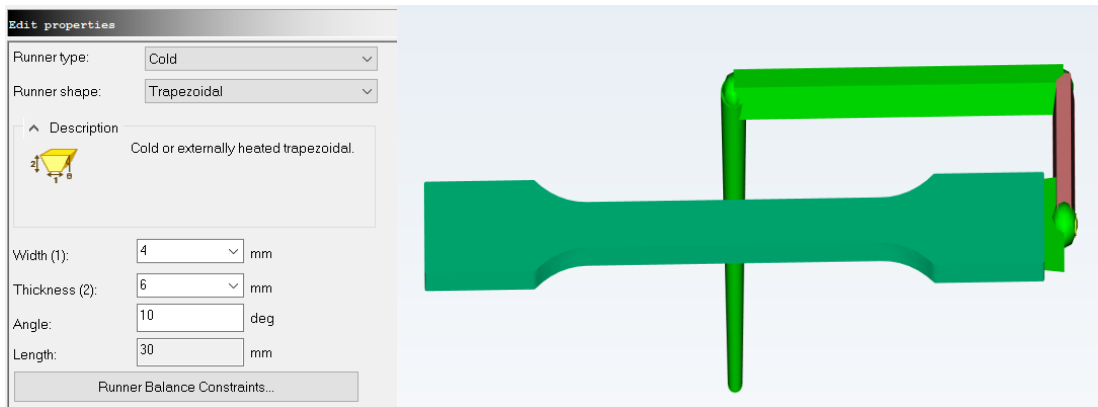 Edit properties
Runner type: Cold
Runner shape: Trapezoidal
Description
Cold or externally heated trapezoidal.
2
1 θ
Width (1): 4 mm
Thickness (2): 6 mm
Angle: 10 deg
Length: 30 mm
Runner Balance Constraints...